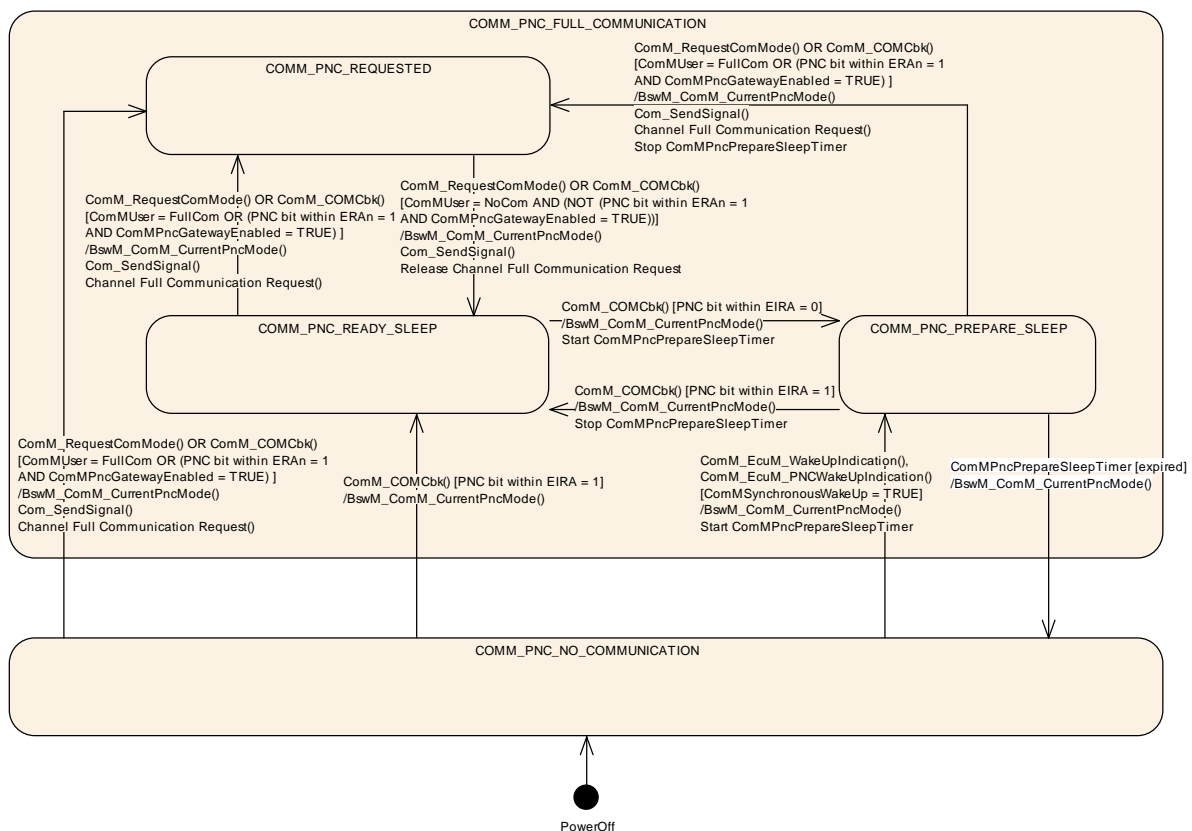 COMM_PNC_FULL_COMMUNICATION
COMM_PNC_REQUESTED
ComM_RequestComMode() OR ComM_COMCbk()
[ComMUser = FullCom OR (PNC bit within ERAn = 1
AND ComMPncGatewayEnabled = TRUE) ]
/BswM_ComM_CurrentPncMode()
Com_SendSignal()
Channel Full Communication Request()
Stop ComMPncPrepareSleepTimer
ComM_RequestComMode() OR ComM_COMCbk()
[ComMUser = FullCom OR (PNC bit within ERAn = 1
AND ComMPncGatewayEnabled = TRUE) ]
/BswM_ComM_CurrentPncMode()
Com_SendSignal()
Channel Full Communication Request()
ComM_RequestComMode() OR ComM_COMCbk()
[ComMUser = NoCom AND (NOT (PNC bit within ERAn = 1
AND ComMPncGatewayEnabled = TRUE))]
/BswM_ComM_CurrentPncMode()
Com_SendSignal()
Release Channel Full Communication Request
COMM_PNC_READY_SLEEP
ComM_COMCbk() [PNC bit within EIRA = 0]
/BswM_ComM_CurrentPncMode()
Start ComMPncPrepareSleepTimer
COMM_PNC_PREPARE_SLEEP
ComM_COMCbk() [PNC bit within EIRA = 1]
/BswM_ComM_CurrentPncMode()
Stop ComMPncPrepareSleepTimer
ComM_RequestComMode() OR ComM_COMCbk()
[ComMUser = FullCom OR (PNC bit within ERAn = 1
AND ComMPncGatewayEnabled = TRUE) ]
/BswM_ComM_CurrentPncMode()
Com_SendSignal()
Channel Full Communication Request()
ComM_COMCbk() [PNC bit within EIRA = 1]
/BswM_ComM_CurrentPncMode()
ComM_EcuM_WakeUpIndication(),
ComM_EcuM_PNCWakeUpIndication()
[ComMSynchronousWakeUp = TRUE]
/BswM_ComM_CurrentPncMode()
Start ComMPncPrepareSleepTimer
ComMPncPrepareSleepTimer [expired]
/BswM_ComM_CurrentPncMode()
COMM_PNC_NO_COMMUNICATION
PowerOff